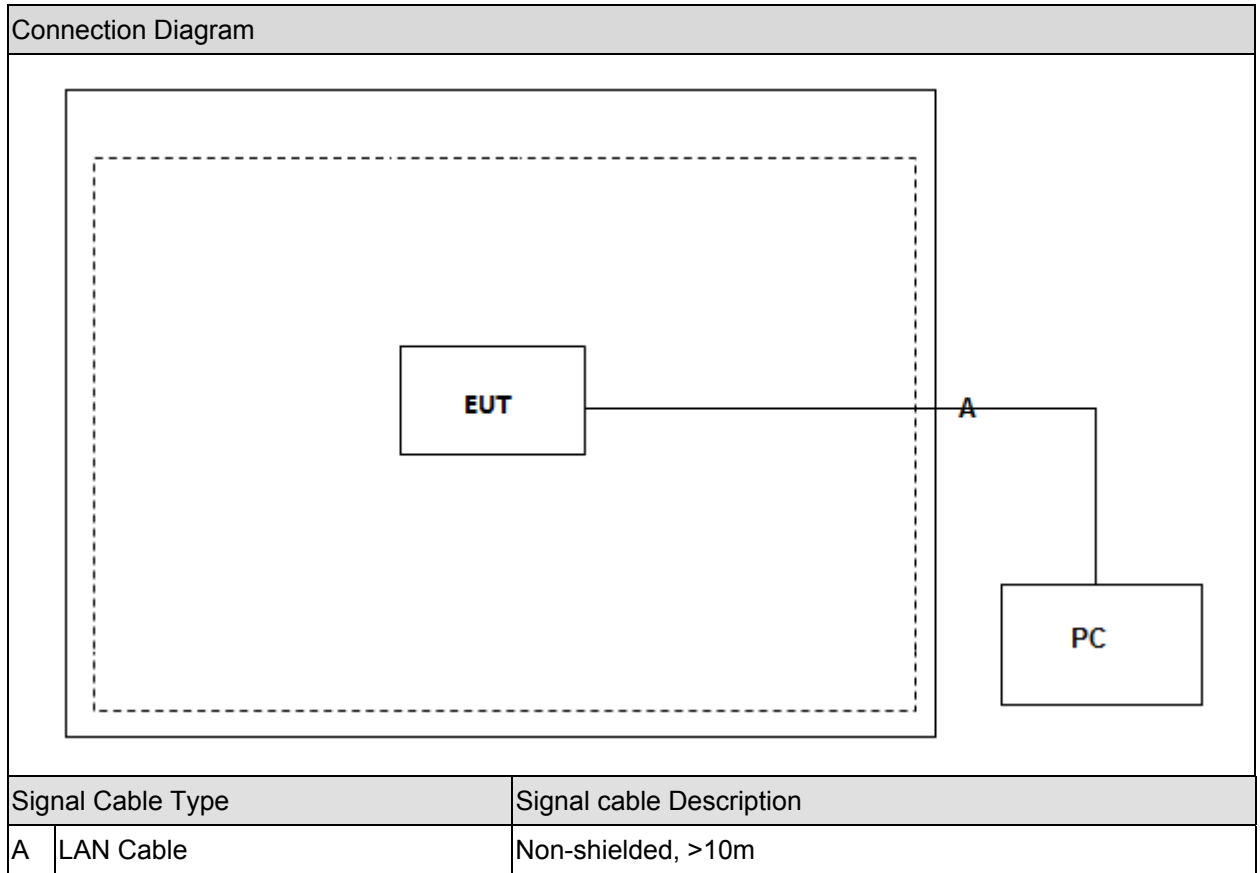 Connection Diagram
EUT
A
PC
Signal Cable Type Signal cable Description
A LAN Cable Non-shielded, >10m